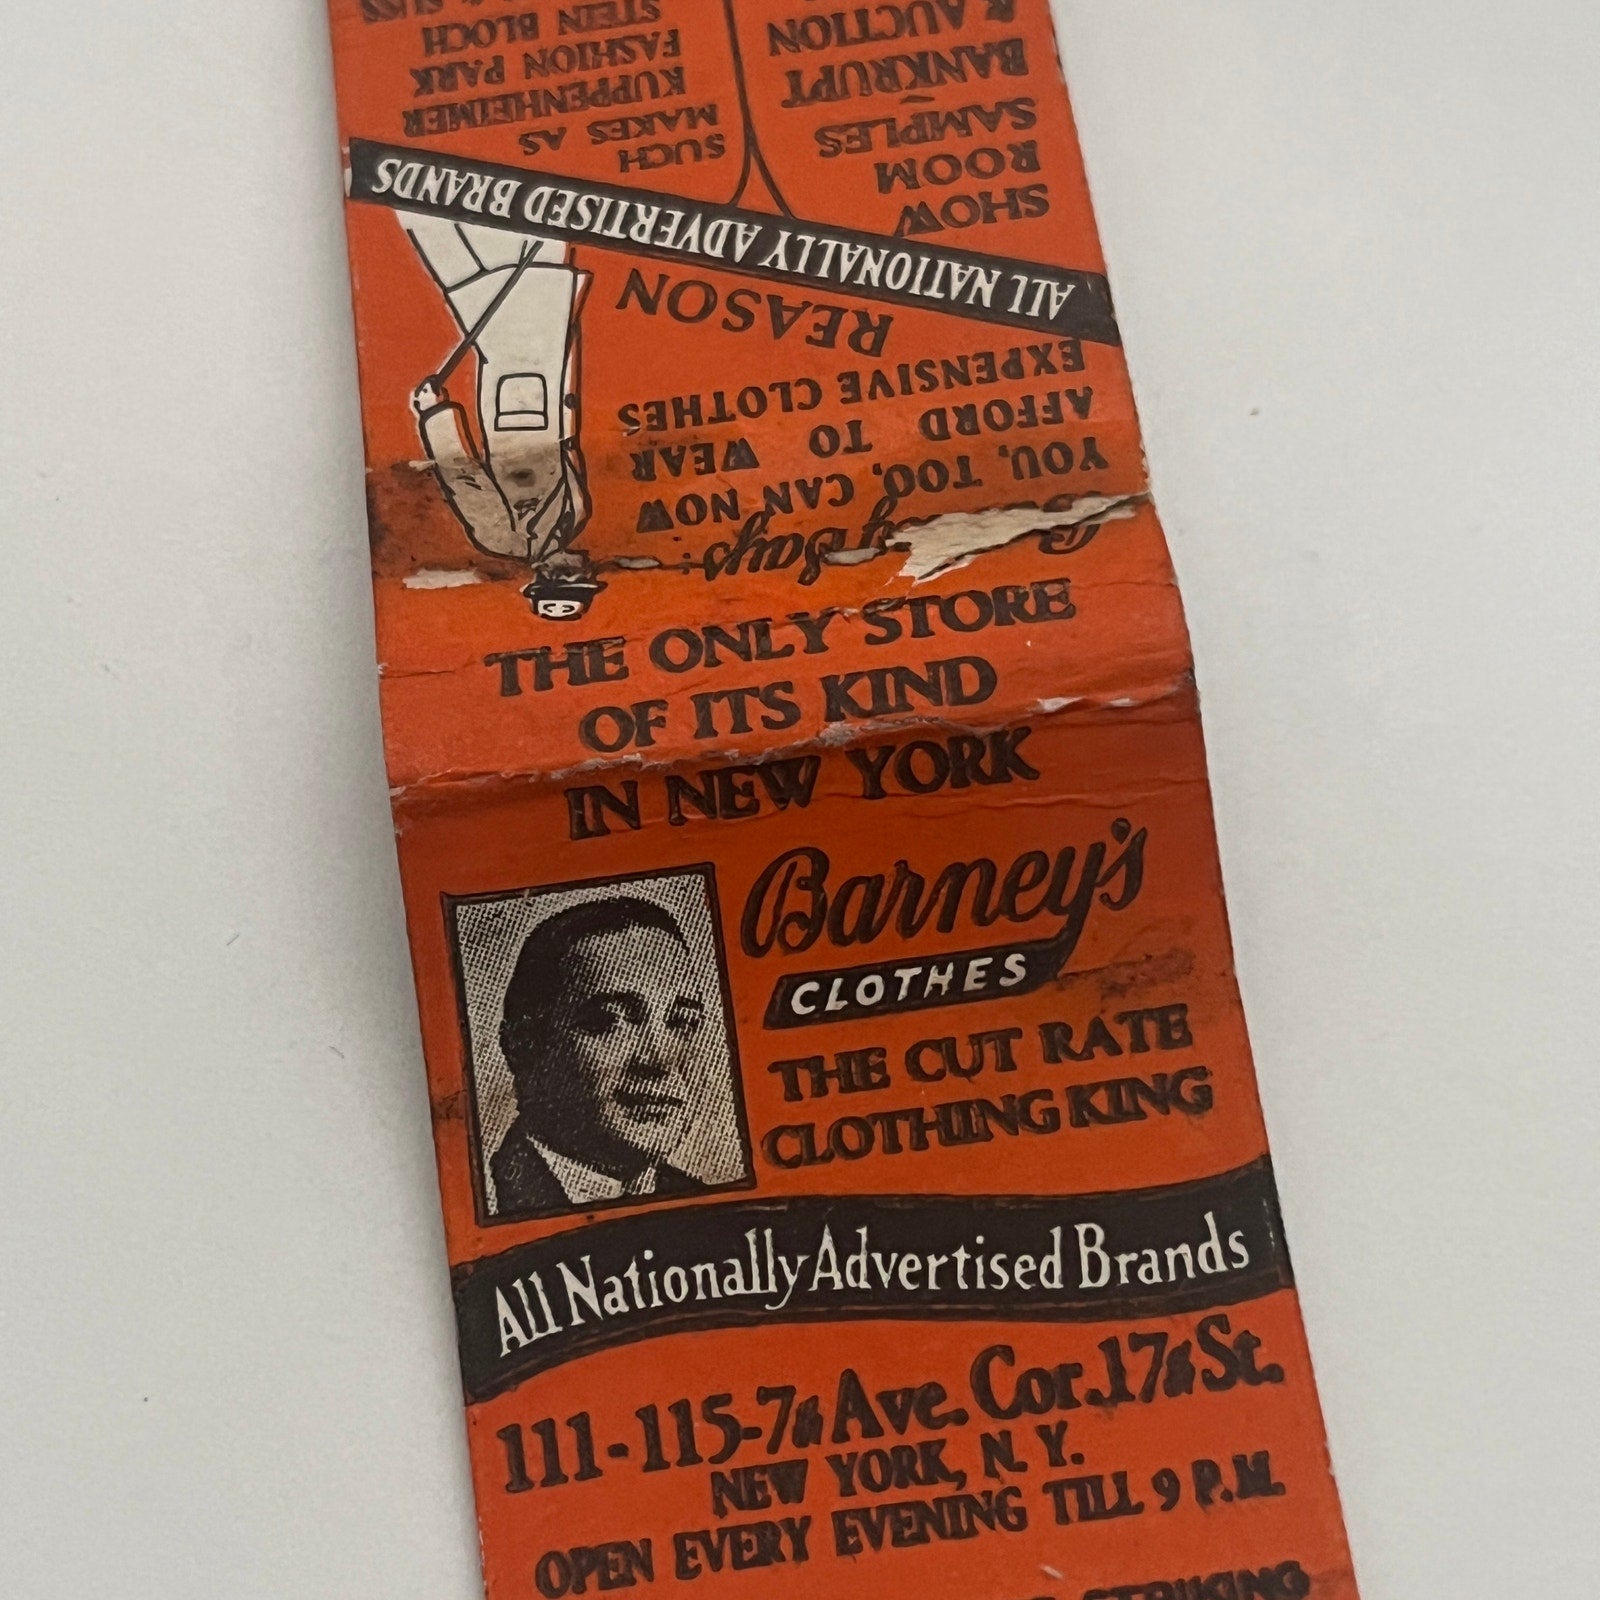 THE ONLY STORE
OF ITS KIND
IN NEW YORK
Barney's
CLOTHES
THE CUT RATE
CLOTHING KING
All Nationally Advertised Brands
111-115-7th Ave. Cor. 17th St.
NEW YORK, N. Y.
OPEN EVERY EVENING TILL 9 P.M.
STRIKING
Says:
YOU, TOO, CAN NOW
AFFORD TO WEAR
EXPENSIVE CLOTHES
REASON
ALL NATIONALLY ADVERTISED BRANDS
SHOW
ROOM
SAMPLES
BANKRUPT
& AUCTION
SUCH
MAKES AS
KUPPENHEIMER
FASHION PARK
STEIN BLOCH